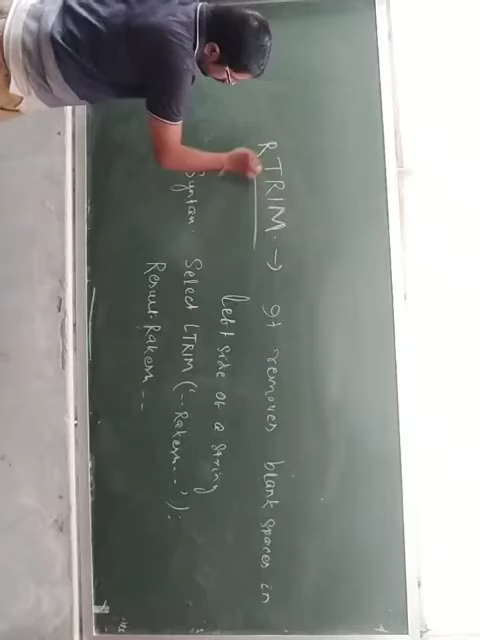 RTRIM. → It removes blank spaces in
left side of a string
Syntax: Select LTRIM ('--Rakesh--');
Result: Rakesh --